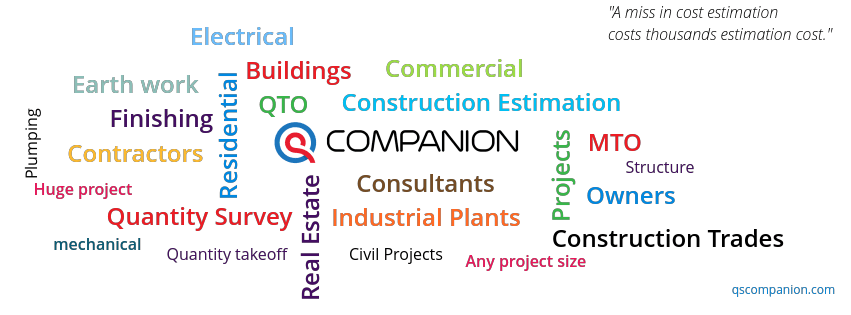 "A miss in cost estimation
costs thousands estimation cost."
Electrical
Buildings
Commercial
Earth work
Residential
QTO
Construction Estimation
Finishing
Plumping
COMPANION
Projects
MTO
Contractors
Structure
Huge project
Real Estate
Consultants
Owners
Quantity Survey
Industrial Plants
mechanical
Quantity takeoff
Civil Projects
Construction Trades
Any project size
qscompanion.com